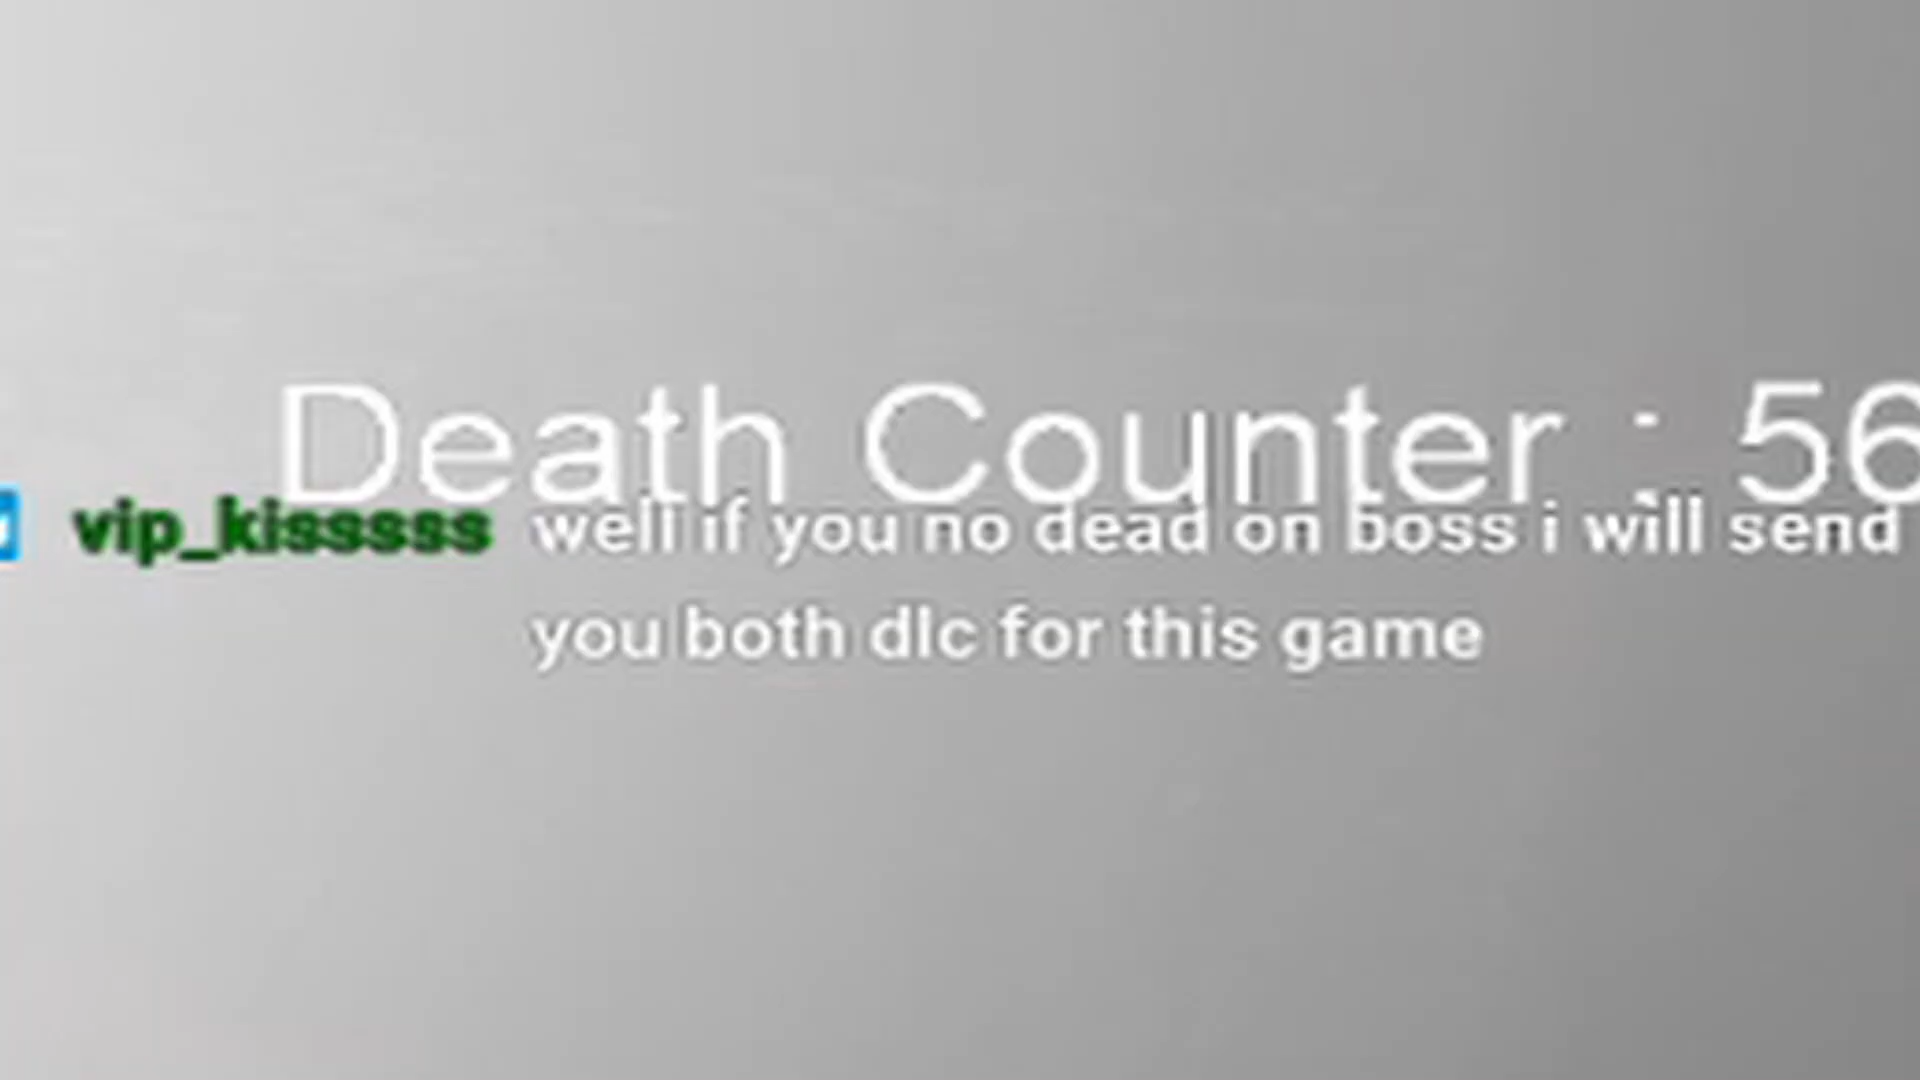 Death Counter : 56
vip_kisssss well if you no dead on boss i will send
you both dlc for this game